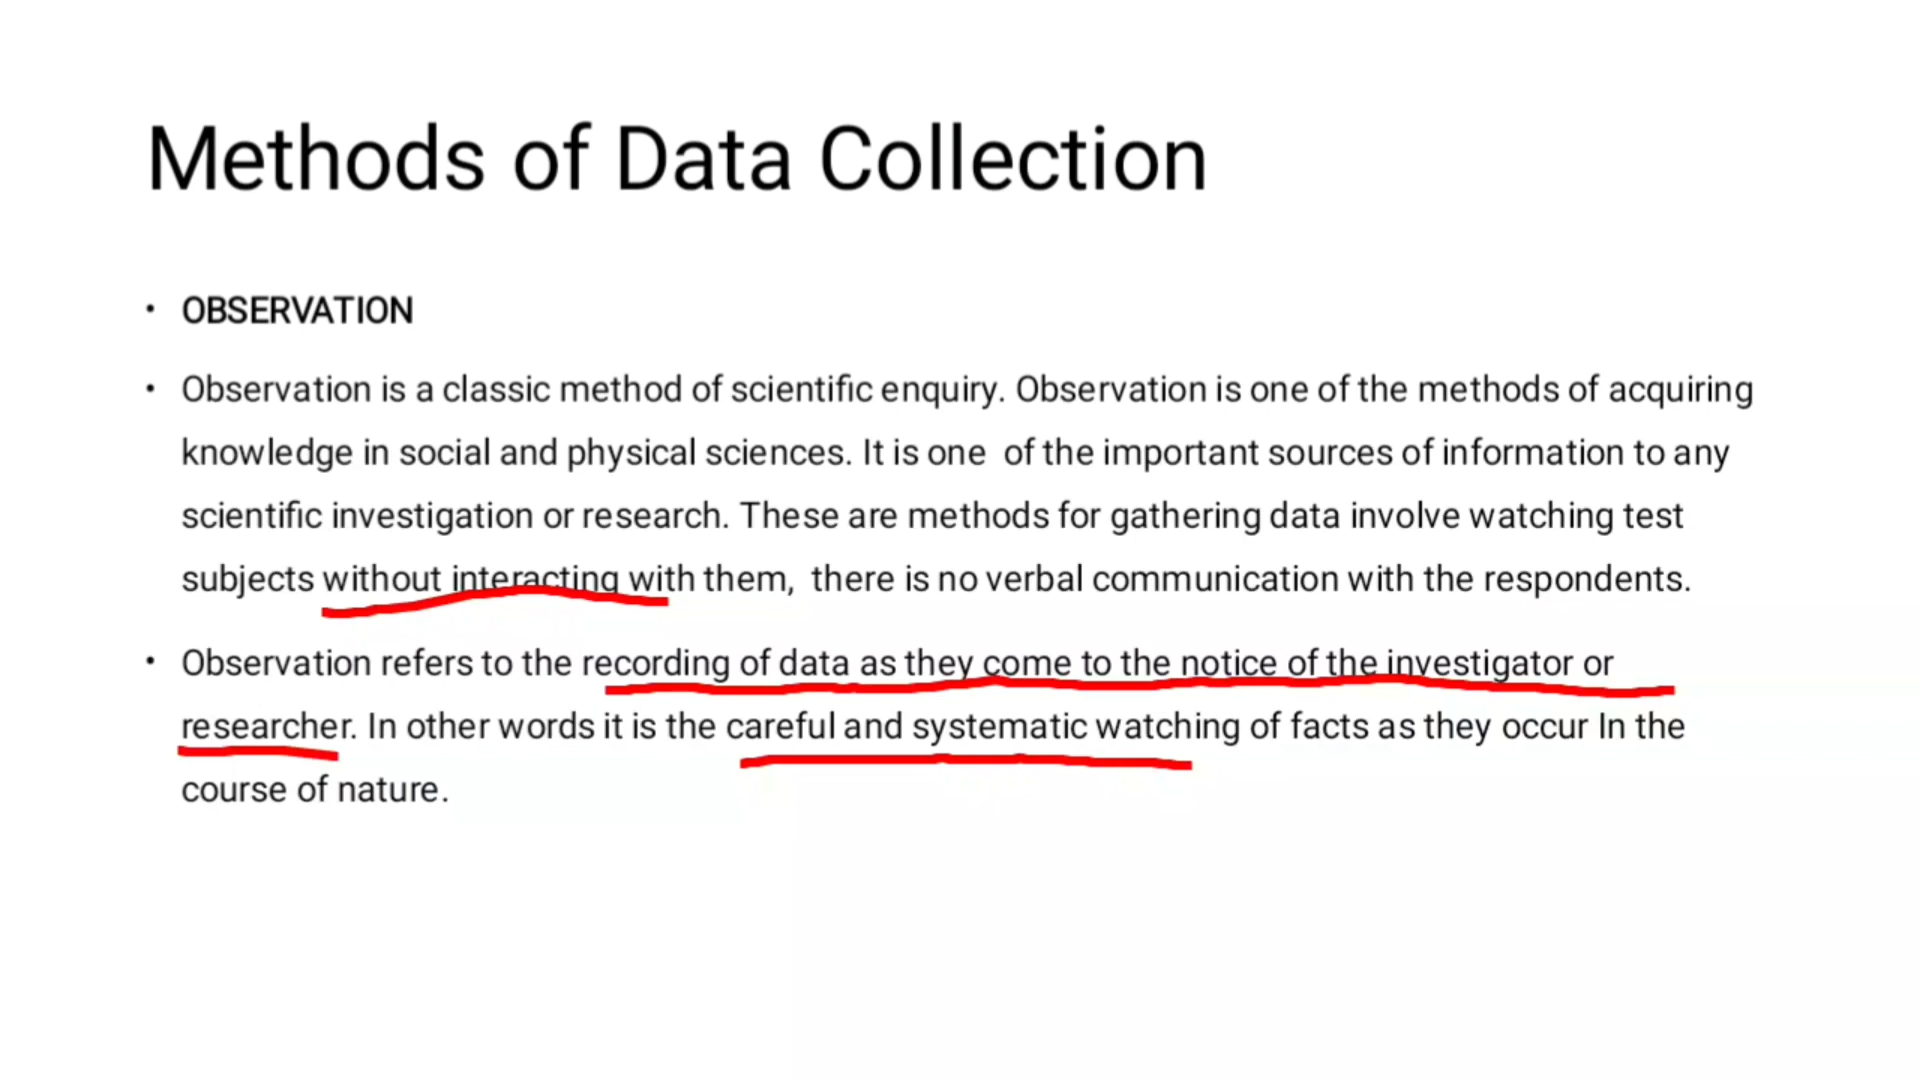 Methods of Data Collection
• OBSERVATION
• Observation is a classic method of scientific enquiry. Observation is one of the methods of acquiring
knowledge in social and physical sciences. It is one of the important sources of information to any
scientific investigation or research. These are methods for gathering data involve watching test
subjects without interacting with them, there is no verbal communication with the respondents.
• Observation refers to the recording of data as they come to the notice of the investigator or
researcher. In other words it is the careful and systematic watching of facts as they occur In the
course of nature.